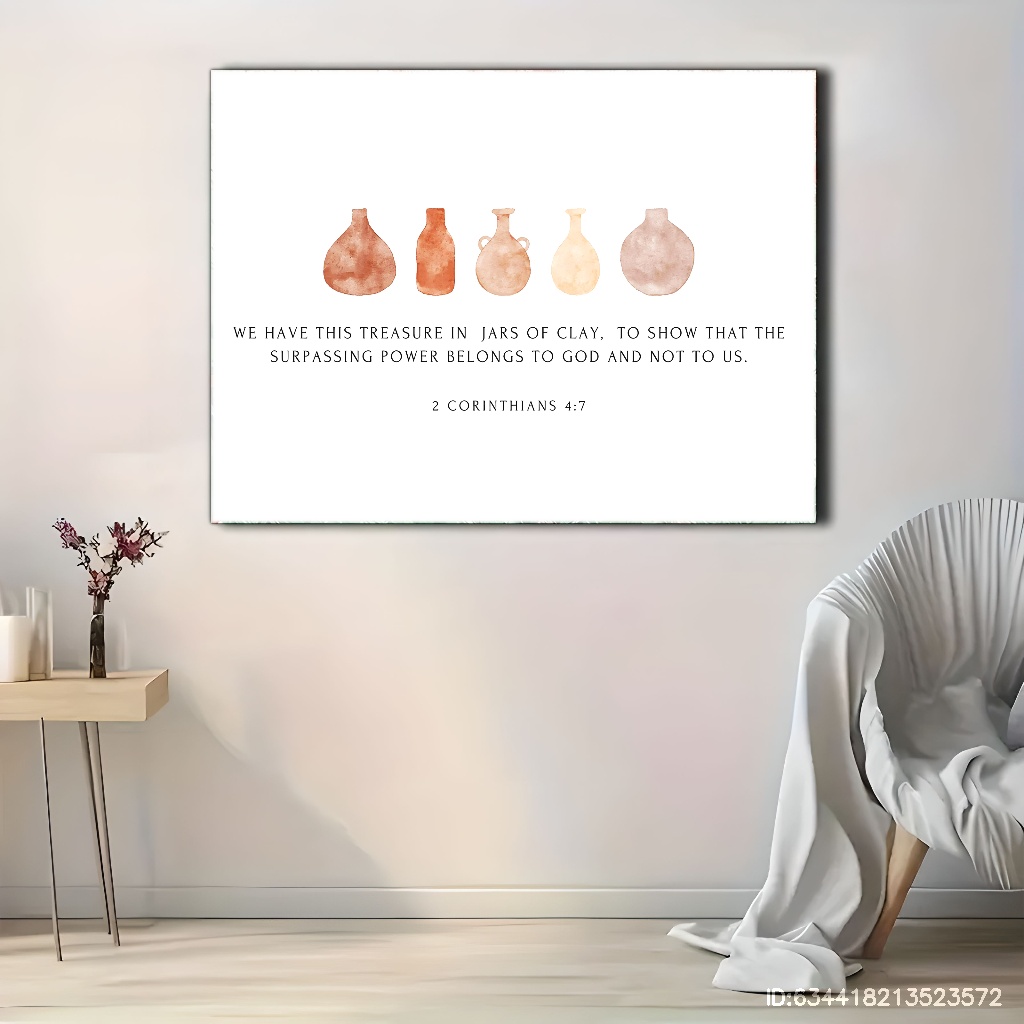 WE HAVE THIS TREASURE IN JARS OF CLAY, TO SHOW THAT THE
SURPASSING POWER BELONGS TO GOD AND NOT TO US.
2 CORINTHIANS 4:7
ID:634418213523572